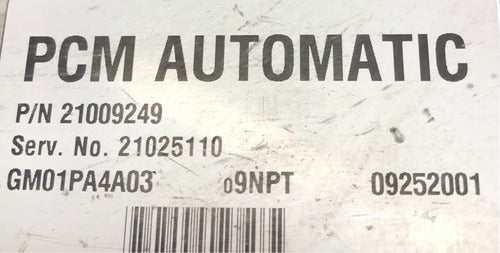 PCM AUTOMATIC
P/N 21009249
Serv. No. 21025110
GM01PA4A03 09NPT 09252001